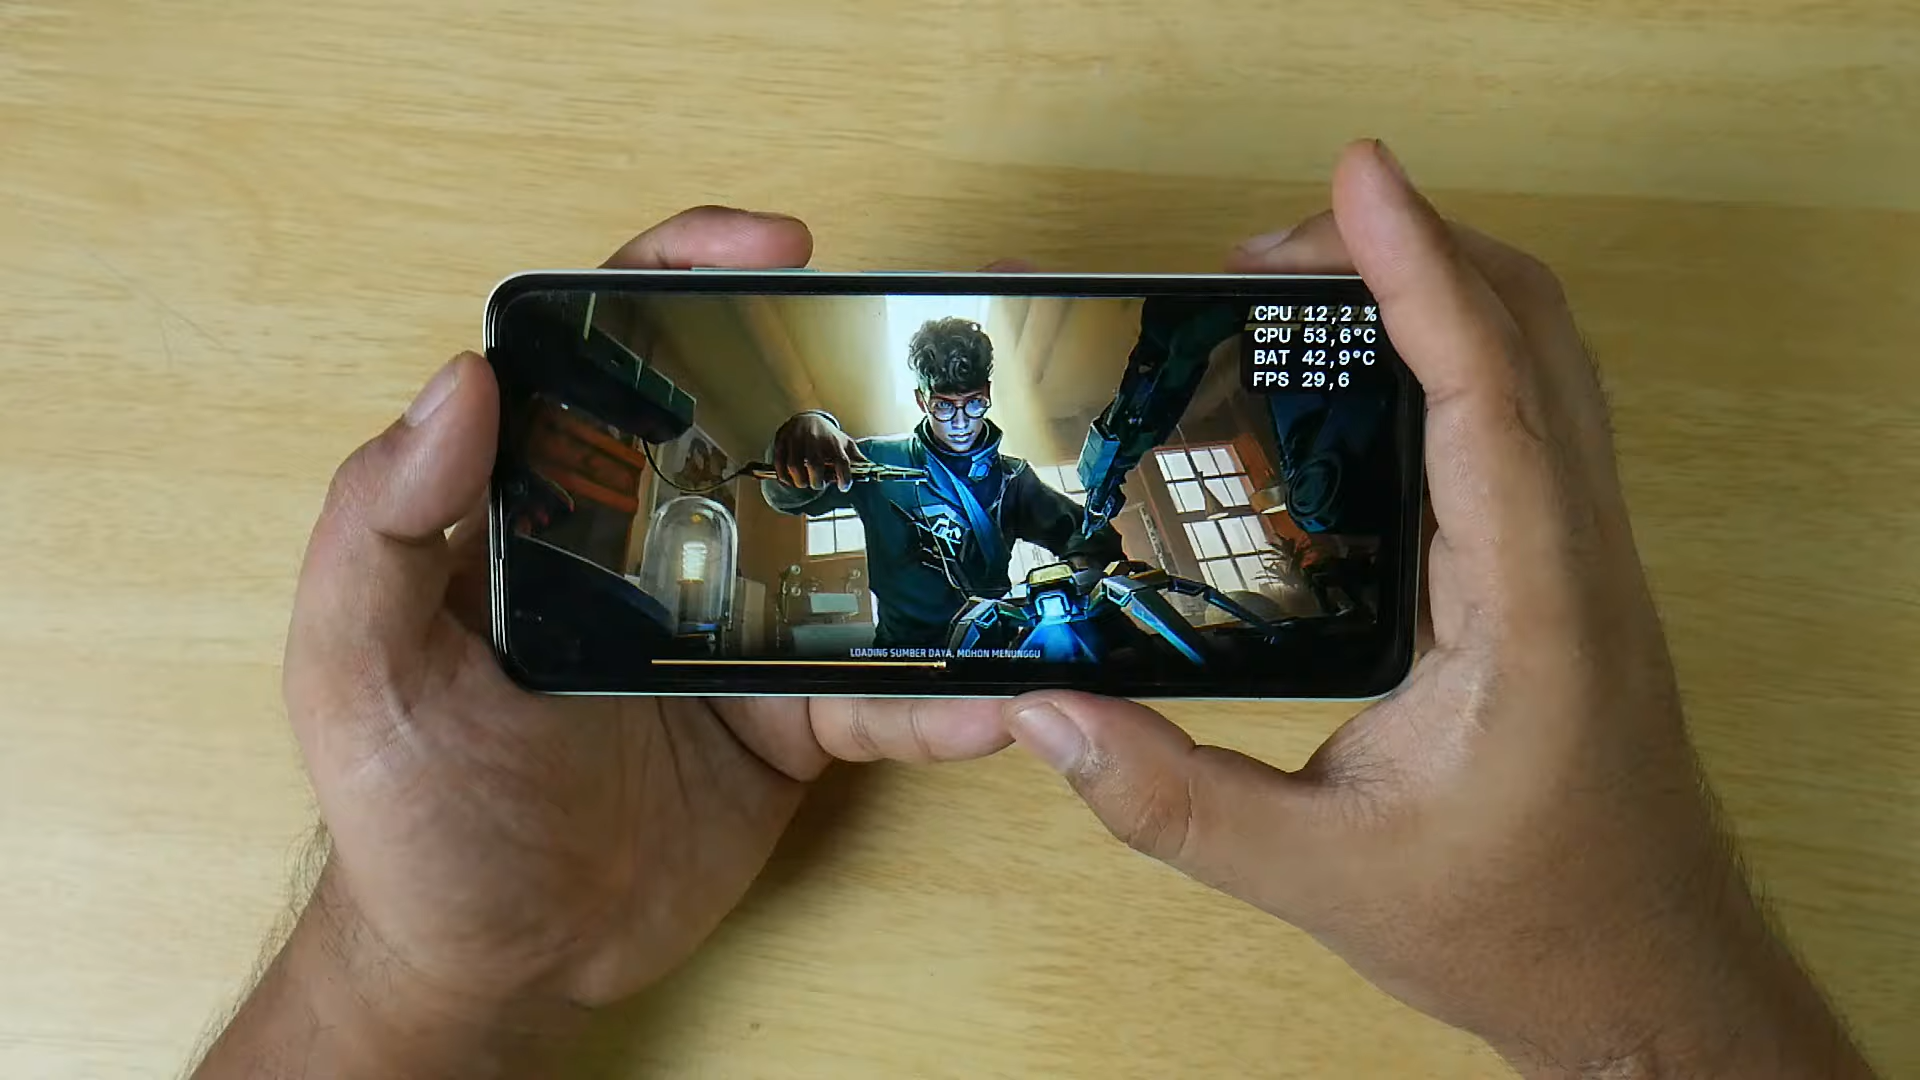 CPU 12,2 %
CPU 53,6°C
BAT 42,9°C
FPS 29,6
LOADING SUMBER DAYA, MOHON MENUNGGU